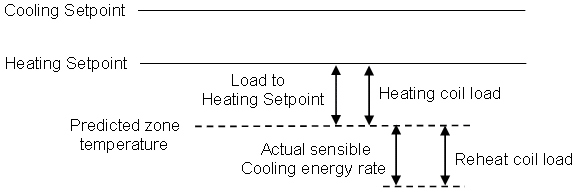 Cooling Setpoint
Heating Setpoint
Load to
Heating Setpoint
Heating coil load
Predicted zone
temperature
Actual sensible
Cooling energy rate
Reheat coil load